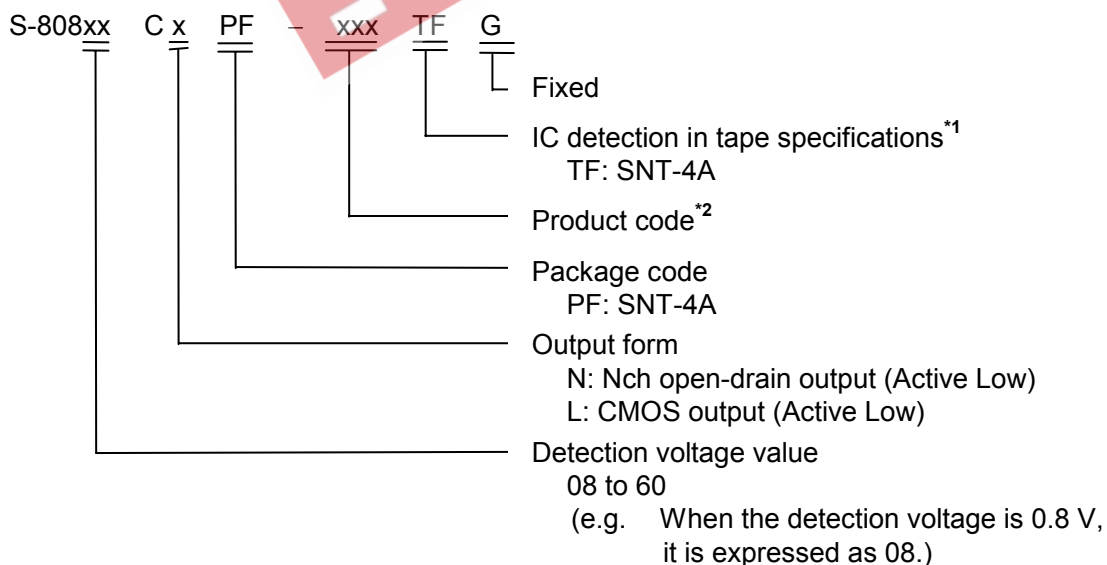 S-808xx C x PF – xxx TF G
Fixed
IC detection in tape specifications*1
TF: SNT-4A
Product code*2
Package code
PF: SNT-4A
Output form
N: Nch open-drain output (Active Low)
L: CMOS output (Active Low)
Detection voltage value
08 to 60
(e.g. When the detection voltage is 0.8 V,
it is expressed as 08.)